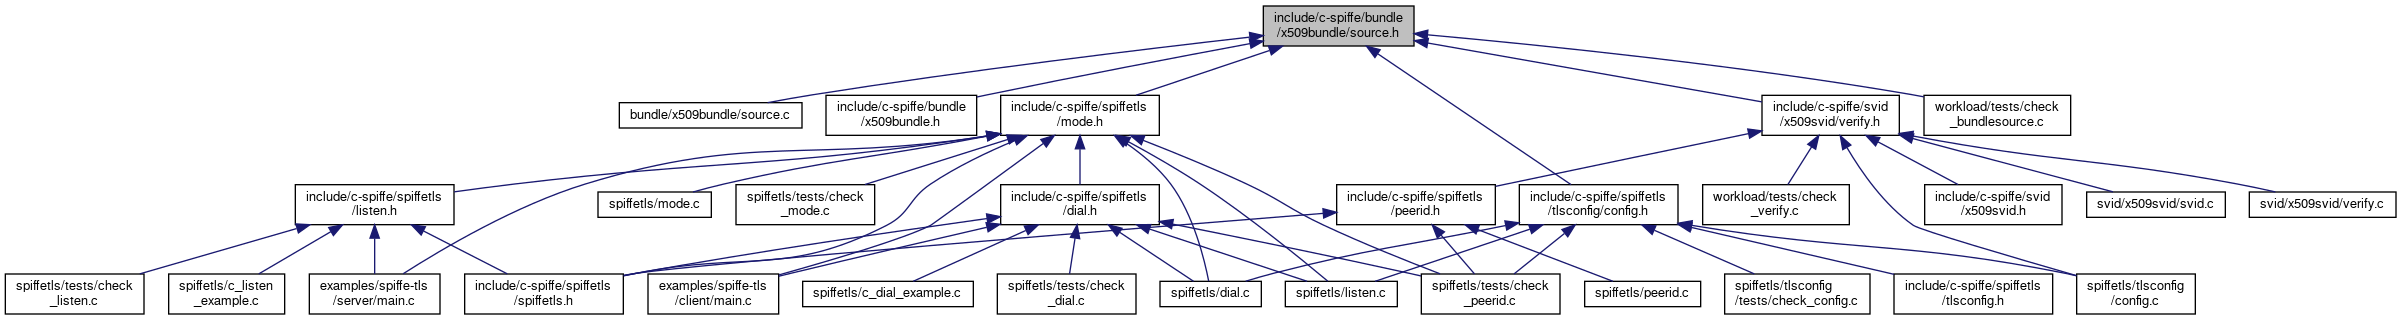 include/c-spiffe/bundle
/x509bundle/source.h
bundle/x509bundle/source.c
include/c-spiffe/bundle
/x509bundle.h
include/c-spiffe/spiffetls
/mode.h
include/c-spiffe/svid
/x509svid/verify.h
workload/tests/check
_bundlesource.c
include/c-spiffe/spiffetls
/listen.h
spiffetls/mode.c
spiffetls/tests/check
_mode.c
include/c-spiffe/spiffetls
/dial.h
include/c-spiffe/spiffetls
/peerid.h
include/c-spiffe/spiffetls
/tlsconfig/config.h
workload/tests/check
_verify.c
include/c-spiffe/svid
/x509svid.h
svid/x509svid/svid.c
svid/x509svid/verify.c
spiffetls/tests/check
_listen.c
spiffetls/c_listen
_example.c
examples/spiffe-tls
/server/main.c
include/c-spiffe/spiffetls
/spiffetls.h
examples/spiffe-tls
/client/main.c
spiffetls/c_dial_example.c
spiffetls/tests/check
_dial.c
spiffetls/dial.c
spiffetls/listen.c
spiffetls/tests/check
_peerid.c
spiffetls/peerid.c
spiffetls/tlsconfig
/tests/check_config.c
include/c-spiffe/spiffetls
/tlsconfig.h
spiffetls/tlsconfig
/config.c